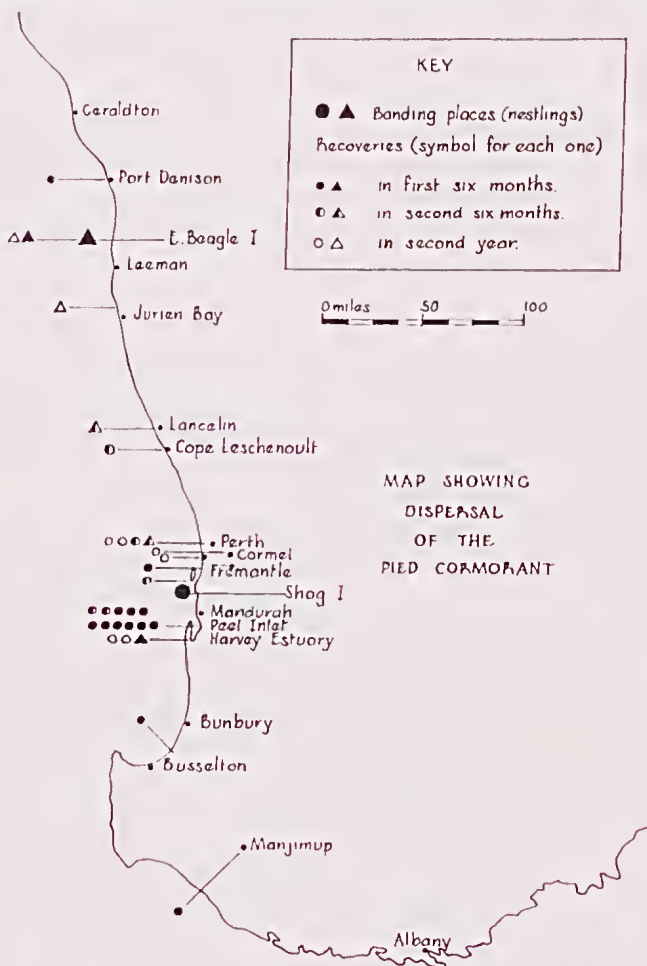 KEY
Banding places (nestlings)
Recoveries (symbol for each one)
in first six months.
in second six months.
in second year.
0 miles 50 100
Geraldton
Port Denison
E. Beagle I
Leeman
Jurien Bay
Lancelin
Cape Leschenault
MAP SHOWING
DISPERSAL
OF THE
PIED CORMORANT
Perth
Carmel
Fremantle
Shag I
Mandurah
Peel Inlet
Harvey Estuary
Bunbury
Busselton
Manjimup
Albany